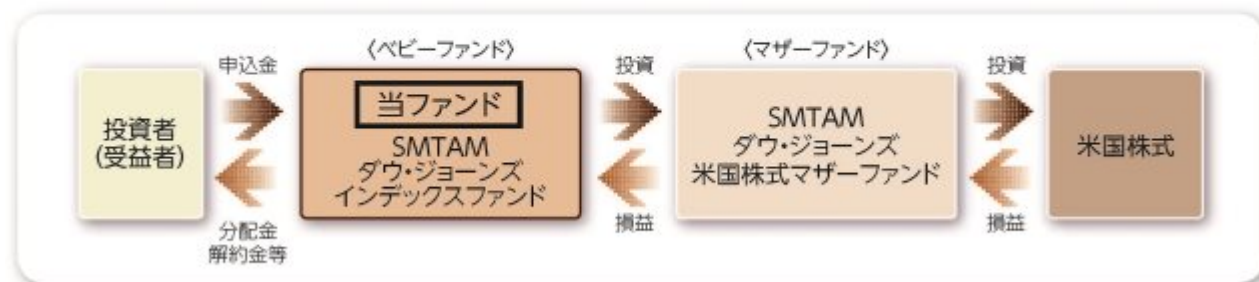 〈ベビーファンド〉
〈マザーファンド〉
申込金
投資
投資
投資者
(受益者)
当ファンド
SMTAM
ダウ・ジョーンズ
インデックスファンド
SMTAM
ダウ・ジョーンズ
米国株式マザーファンド
米国株式
分配金
解約金等
損益
損益